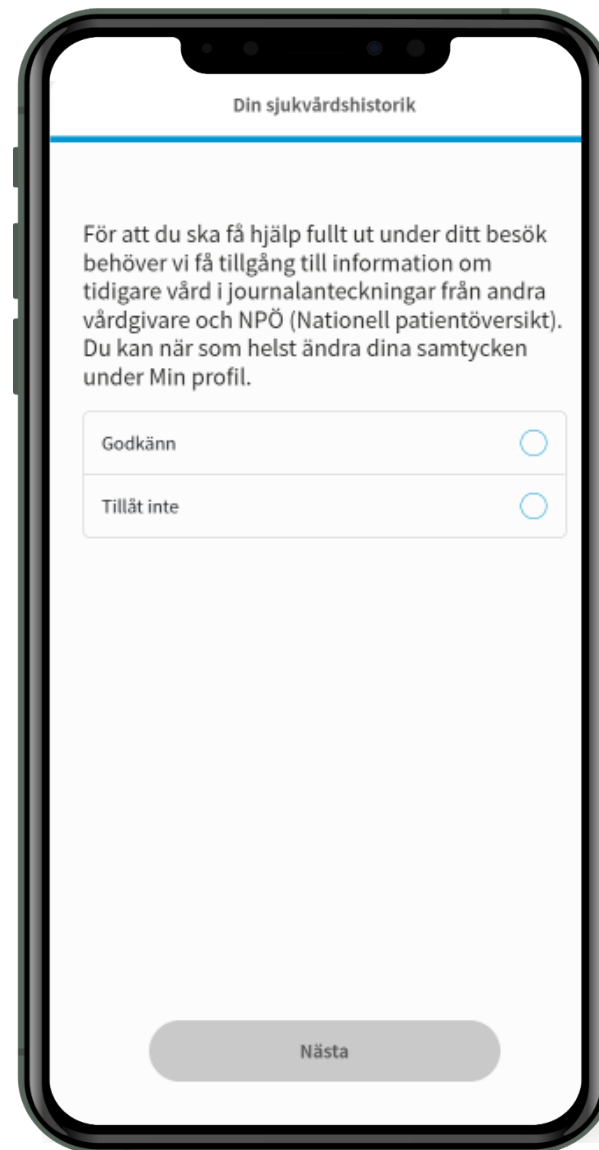 Din sjukvårdshistorik
För att du ska få hjälp fullt ut under ditt besök
behöver vi få tillgång till information om
tidigare vård i journalanteckningar från andra
vårdgivare och NPÖ (Nationell patientöversikt).
Du kan när som helst ändra dina samtycken
under Min profil.
Godkänn
Tillåt inte
Nästa